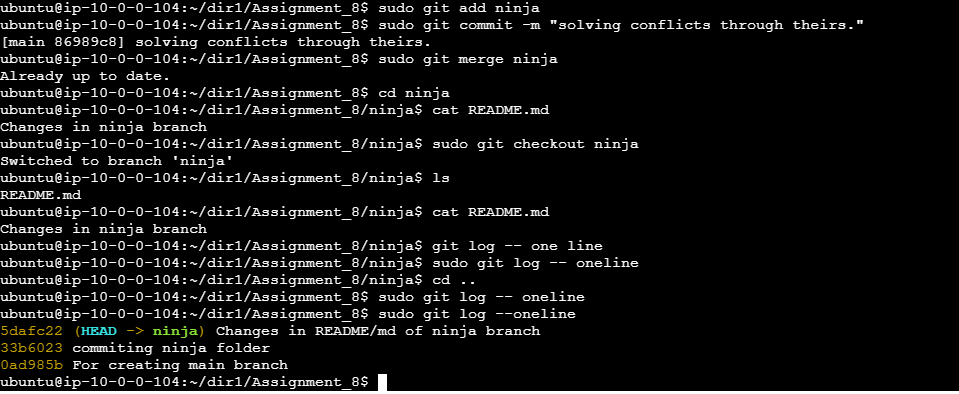 ubuntu@ip-10-0-0-104:~/dir1/Assignment_8$ sudo git add ninja
ubuntu@ip-10-0-0-104:~/dir1/Assignment_8$ sudo git commit -m "solving conflicts through theirs."
[main 86989c8] solving conflicts through theirs.
ubuntu@ip-10-0-0-104:~/dir1/Assignment_8$ sudo git merge ninja
Already up to date.
ubuntu@ip-10-0-0-104:~/dir1/Assignment_8$ cd ninja
ubuntu@ip-10-0-0-104:~/dir1/Assignment_8/ninja$ cat README.md
Changes in ninja branch
ubuntu@ip-10-0-0-104:~/dir1/Assignment_8/ninja$ sudo git checkout ninja
Switched to branch 'ninja'
ubuntu@ip-10-0-0-104:~/dir1/Assignment_8/ninja$ ls
README.md
ubuntu@ip-10-0-0-104:~/dir1/Assignment_8/ninja$ cat README.md
Changes in ninja branch
ubuntu@ip-10-0-0-104:~/dir1/Assignment_8/ninja$ git log -- one line
ubuntu@ip-10-0-0-104:~/dir1/Assignment_8/ninja$ sudo git log -- oneline
ubuntu@ip-10-0-0-104:~/dir1/Assignment_8/ninja$ cd ..
ubuntu@ip-10-0-0-104:~/dir1/Assignment_8$ sudo git log -- oneline
ubuntu@ip-10-0-0-104:~/dir1/Assignment_8$ sudo git log --oneline
5dafc22 (HEAD -> ninja) Changes in README/md of ninja branch
33b6023 commiting ninja folder
0ad985b For creating main branch
ubuntu@ip-10-0-0-104:~/dir1/Assignment_8$